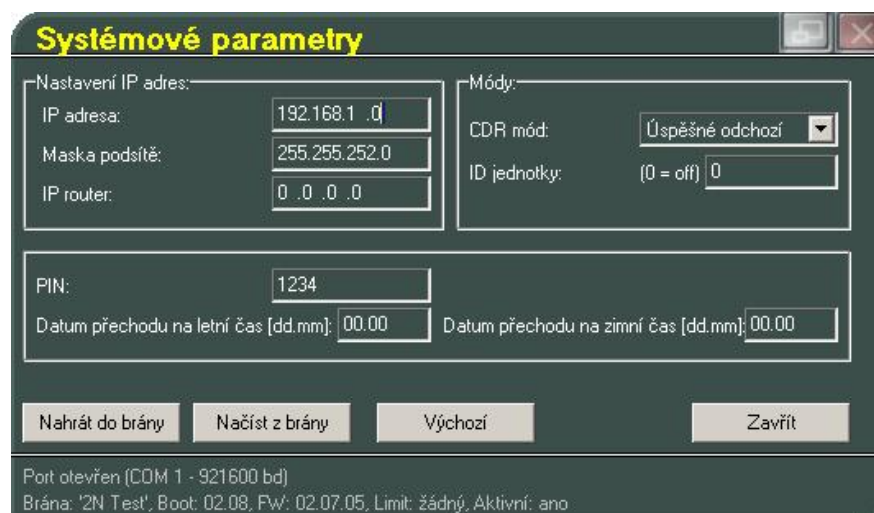 Systémové parametry
Nastavení IP adres:
IP adresa: 192.168.1 .0
Maska podsítě: 255.255.252.0
IP router: 0 .0 .0 .0
Módy:
CDR mód: Úspěšné odchozí
ID jednotky: (0 = off) 0
PIN: 1234
Datum přechodu na letní čas [dd.mm]: 00.00 Datum přechodu na zimní čas [dd.mm]: 00.00
Nahrát do brány Načíst z brány Výchozí Zavřít
Port otevřen (COM 1 - 921600 bd)
Brána: '2N Test', Boot: 02.08, FW: 02.07.05, Limit: žádný, Aktivní: ano